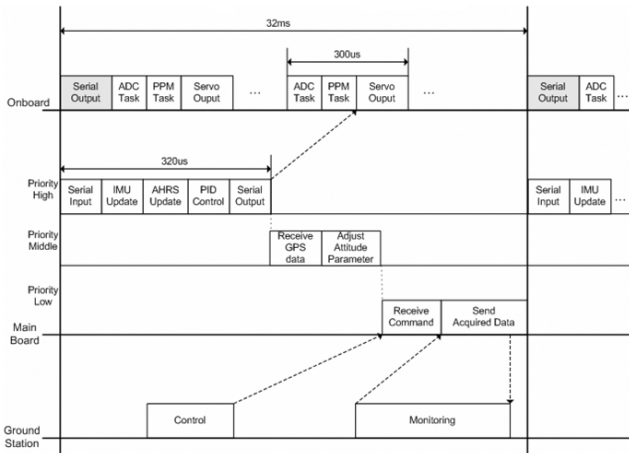 32ms
300us
Serial Output
ADC Task
PPM Task
Servo Ouput
...
ADC Task
PPM Task
Servo Ouput
...
Serial Output
ADC Task
...
Onboard
320us
Priority High
Serial Input
IMU Update
AHRS Update
PID Control
Serial Output
Serial Input
IMU Update
...
Priority Middle
Receive GPS data
Adjust Attitude Parameter
Priority Low
Receive Command
Send Acquired Data
Main Board
Control
Monitoring
Ground Station